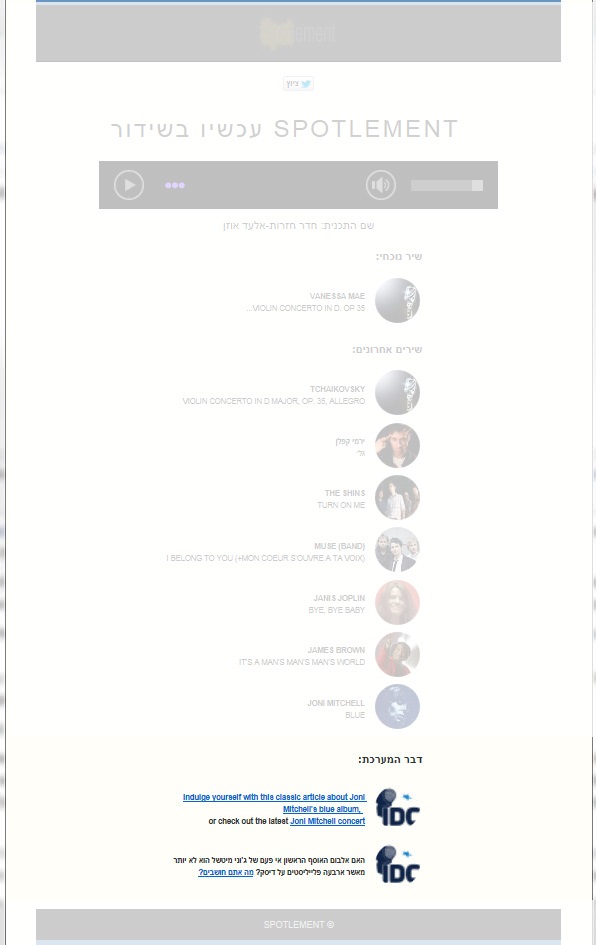 ציוץ
SPOTLEMENT עכשיו בשידור
שם התכנית: חדר חזרות-אלעד אוזן
שיר נוכחי:
VANESSA MAE
VIOLIN CONCERTO IN D. OP 35...
שירים אחרונים:
TCHAIKOVSKY
VIOLIN CONCERTO IN D MAJOR, OP. 35, ALLEGRO
ירמי קפלן
THE SHINS
TURN ON ME
MUSE (BAND)
I BELONG TO YOU (+MON COEUR S'OUVRE A TA VOIX)
JANIS JOPLIN
BYE, BYE BABY
JAMES BROWN
IT'S A MAN'S MAN'S MAN'S WORLD
JONI MITCHELL
BLUE
דבר המערכת:
Indulge yourself with this classic article about Joni
Mitchell's blue album,
or check out the latest Joni Mitchell concert
IDC
האם אלבום האוסף הראשון אי פעם של ג'וני מיטשל הוא לא יותר
מאשר ארבעה פלייליסטים על דיסק? מה אתם חושבים?
IDC
SPOTLEMENT ©